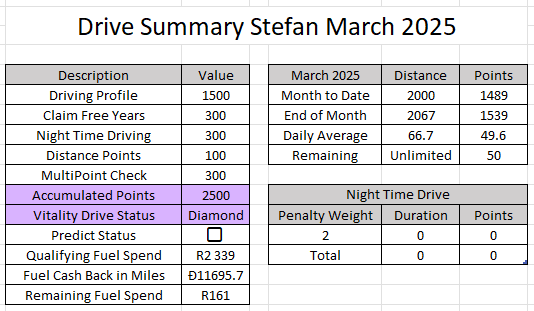 Drive Summary Stefan March 2025
Description Value
Driving Profile 1500
Claim Free Years 300
Night Time Driving 300
Distance Points 100
MultiPoint Check 300
Accumulated Points 2500
Vitality Drive Status Diamond
Predict Status
Qualifying Fuel Spend R2 339
Fuel Cash Back in Miles Đ11695.7
Remaining Fuel Spend R161
March 2025 Distance Points
Month to Date 2000 1489
End of Month 2067 1539
Daily Average 66.7 49.6
Remaining Unlimited 50
Night Time Drive
Penalty Weight Duration Points
2 0 0
Total 0 0